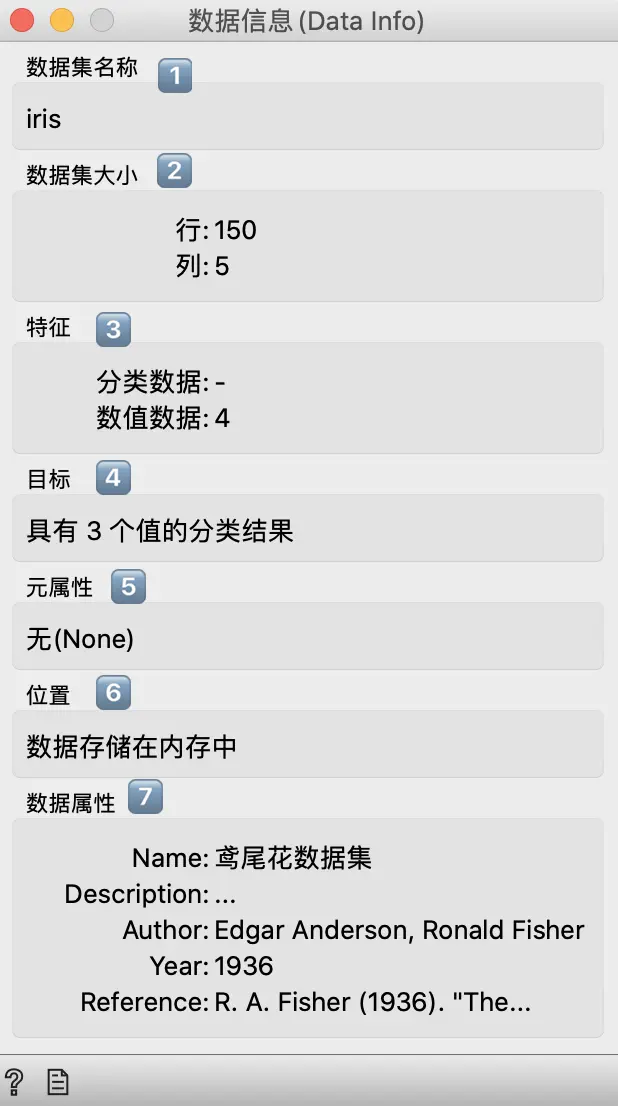 数据信息(Data Info)
数据集名称 1
iris
数据集大小 2
行: 150
列: 5
特征 3
分类数据: -
数值数据: 4
目标 4
具有 3 个值的分类结果
元属性 5
无(None)
位置 6
数据存储在内存中
数据属性 7
Name: 鸢尾花数据集
Description: ...
Author: Edgar Anderson, Ronald Fisher
Year: 1936
Reference: R. A. Fisher (1936). "The...
?